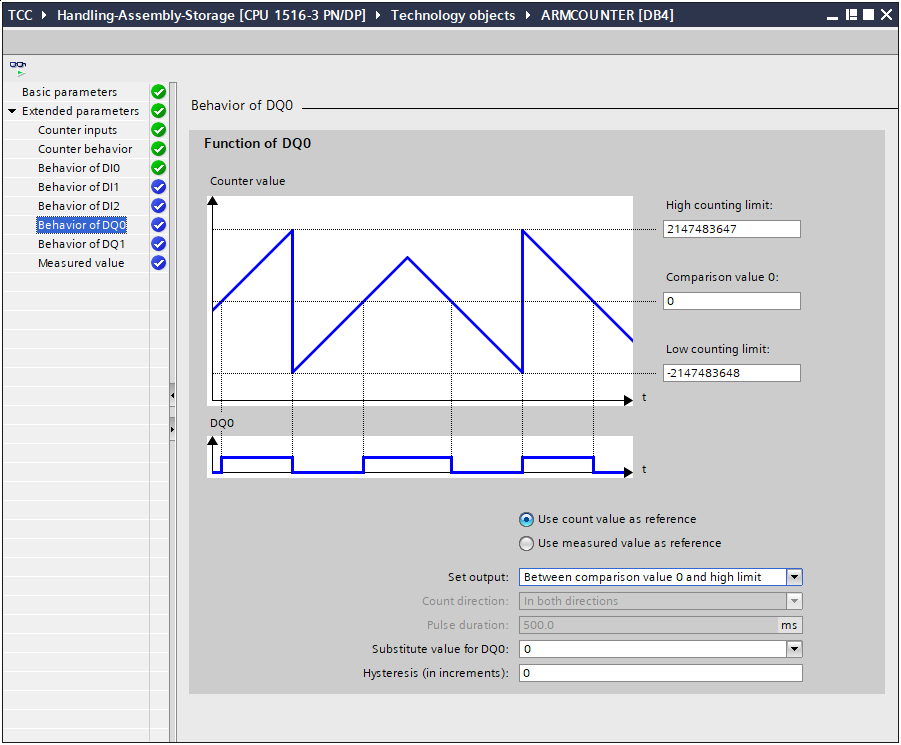 TCC Handling-Assembly-Storage [CPU 1516-3 PN/DP] Technology objects ARMCOUNTER [DB4]
Basic parameters
Extended parameters
Counter inputs
Counter behavior
Behavior of DI0
Behavior of DI1
Behavior of DI2
Behavior of DQ0
Behavior of DQ1
Measured value
Behavior of DQ0
Function of DQ0
Counter value
High counting limit:
2147483647
Comparison value 0:
0
Low counting limit:
-2147483648
t
DQ0
t
Use count value as reference
Use measured value as reference
Set output: Between comparison value 0 and high limit
Count direction: In both directions
Pulse duration: 500.0 ms
Substitute value for DQ0: 0
Hysteresis (in increments): 0